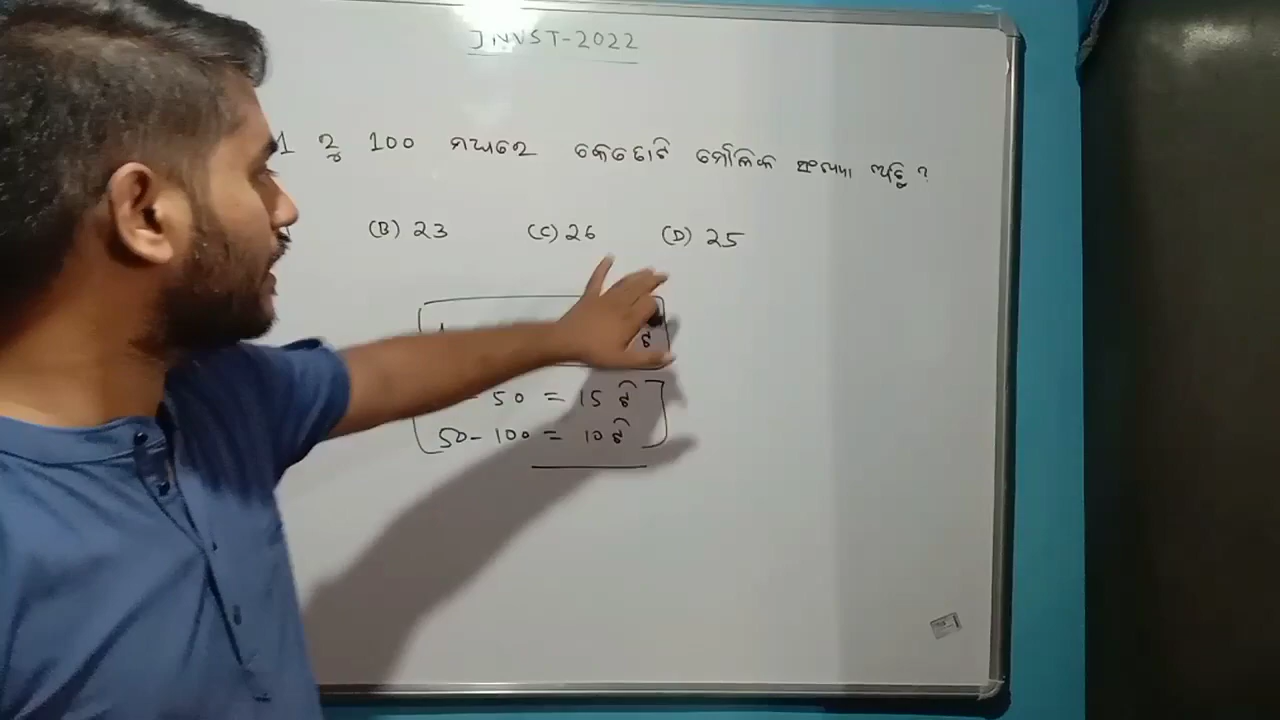 JNVST-2022
1 ରୁ 100 ମଧ୍ୟରେ କେତୋଟି ମୌଳିକ ସଂଖ୍ୟା ଅଛି ?
(B) 23 (C) 26 (D) 25
ଟି
- 50 = 15 ଟି
50 - 100 = 10 ଟି